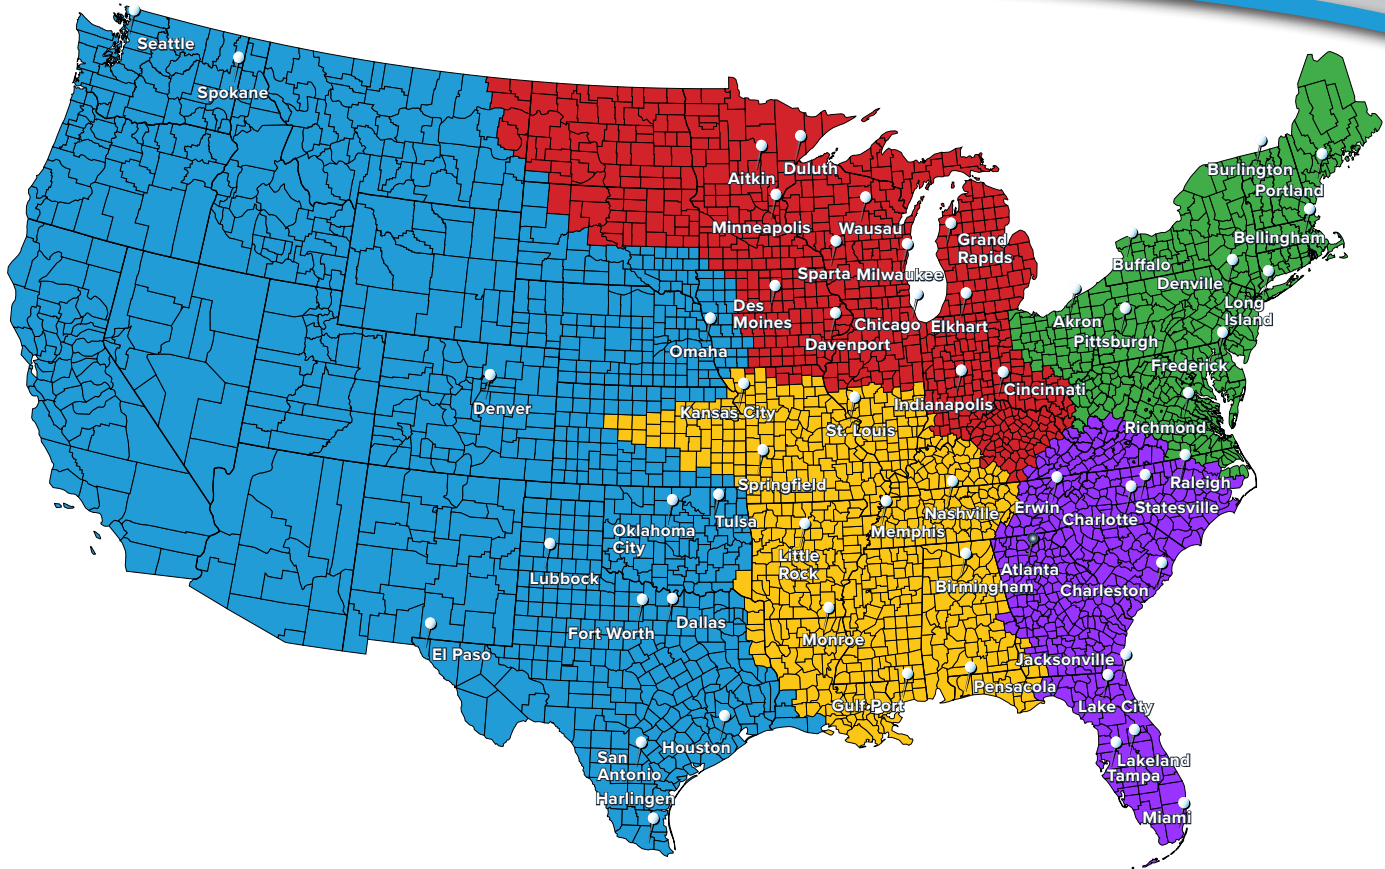 Seattle
Spokane
Burlington
Duluth
Aitkin
Portland
Minneapolis
Wausau
Bellingham
Grand
Rapids
Buffalo
Sparta
Milwaukee
Denville
Long
Island
Des
Moines
Akron
Chicago
Elkhart
Pittsburgh
Davenport
Omaha
Frederick
Cincinnati
Indianapolis
Denver
Kansas City
Richmond
St. Louis
Springfield
Raleigh
Erwin
Statesville
Nashville
Charlotte
Tulsa
Oklahoma
City
Memphis
Little
Rock
Atlanta
Lubbock
Birmingham
Charleston
Dallas
Fort Worth
Monroe
El Paso
Jacksonville
Pensacola
Gulf Port
Lake City
Houston
San
Antonio
Lakeland
Tampa
Harlingen
Miami